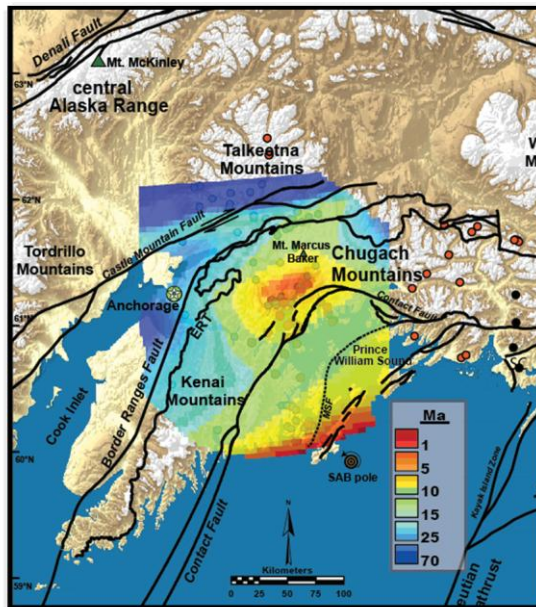 Denali Fault
Mt. McKinley
63°N
central
Alaska Range
Talkeetna
Mountains
W
M
62°N
Castle Mountain Fault
Tordrillo
Mountains
Mt. Marcus
Baker
Chugach
Mountains
Anchorage
Contact Fault
61°N
ERT
Prince
William Sound
SC
Border Ranges Fault
Kenai
Mountains
Cook Inlet
MSF
Ma
1
5
10
15
25
70
60°N
SAB pole
Kayak Island Zone
Contact Fault
N
Kilometers
0
25
50
100
59°N
utian
nthrust